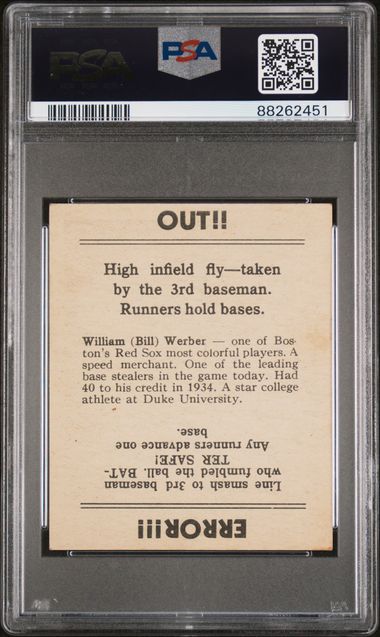 PSA
PSA
88262451
OUT!!
High infield fly—taken
by the 3rd baseman.
Runners hold bases.
William (Bill) Werber — one of Bos-
ton's Red Sox most colorful players. A
speed merchant. One of the leading
base stealers in the game today. Had
40 to his credit in 1934. A star college
athlete at Duke University.
ERROR!!!
Line smash to 3rd baseman
who fumbled the ball. BAT-
TER SAFE!
Any runners advance one
base.